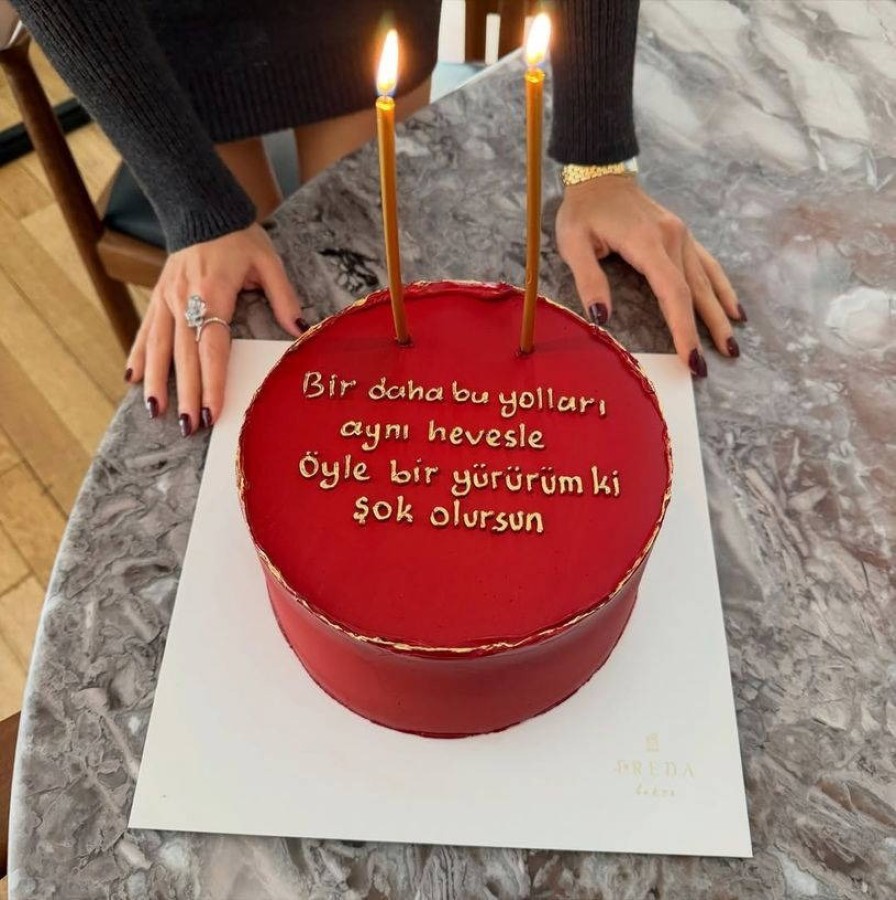 Bir daha bu yolları
aynı hevesle
Öyle bir yürürüm ki
şok olursun